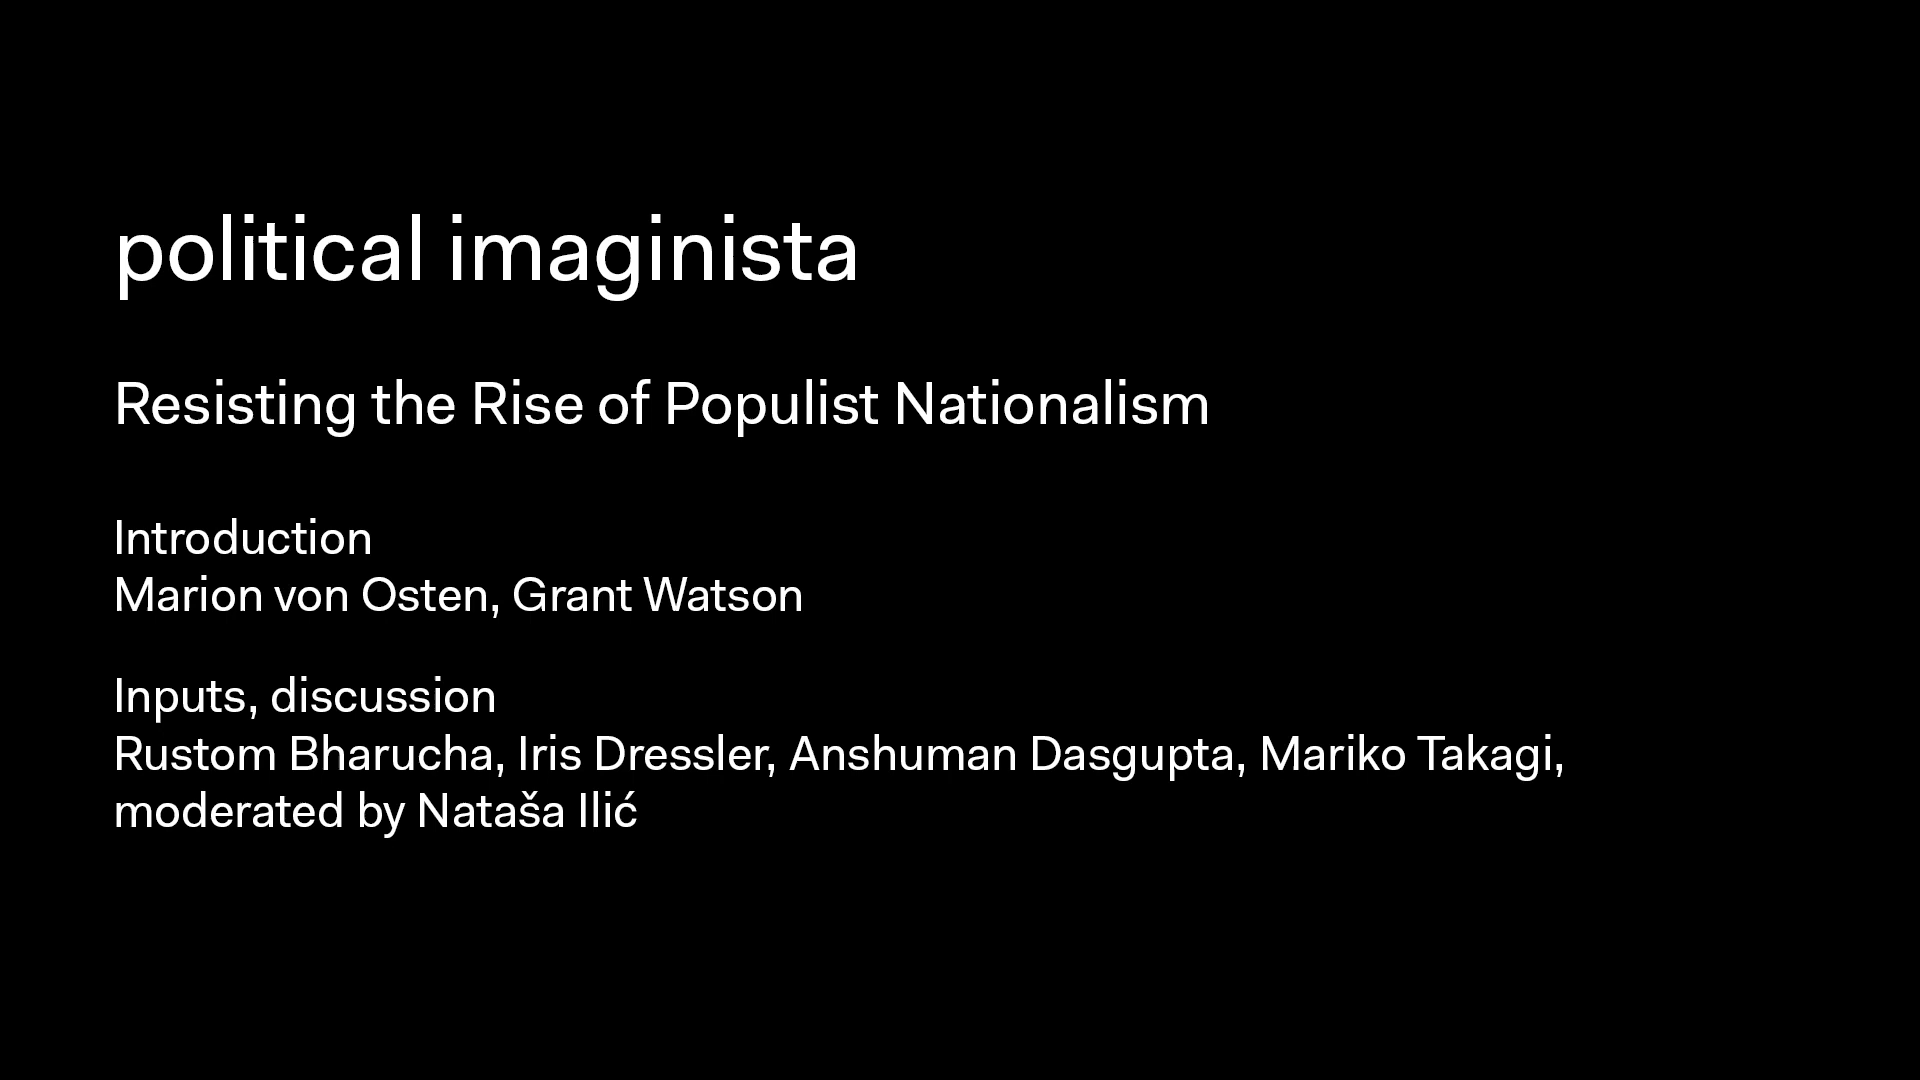 political imaginista
Resisting the Rise of Populist Nationalism
Introduction
Marion von Osten, Grant Watson
Inputs, discussion
Rustom Bharucha, Iris Dressler, Anshuman Dasgupta, Mariko Takagi,
moderated by Nataša Ilić